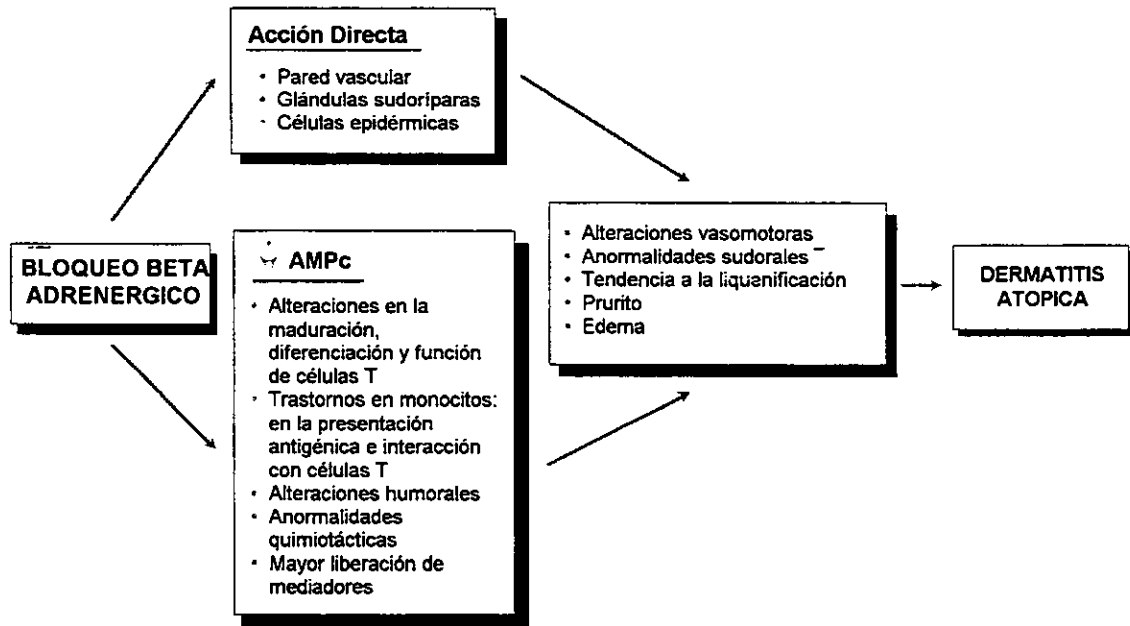 Acción Directa
• Pared vascular
• Glándulas sudoríparas
• Células epidérmicas
BLOQUEO BETA
ADRENERGICO
AMPc
• Alteraciones en la
maduración,
diferenciación y función
de células T
• Trastornos en monocitos:
en la presentación
antigénica e interacción
con células T
• Alteraciones humorales
• Anormalidades
quimiotácticas
• Mayor liberación de
mediadores
• Alteraciones vasomotoras
• Anormalidades sudorales
• Tendencia a la liquanificación
• Prurito
• Edema
DERMATITIS
ATOPICA